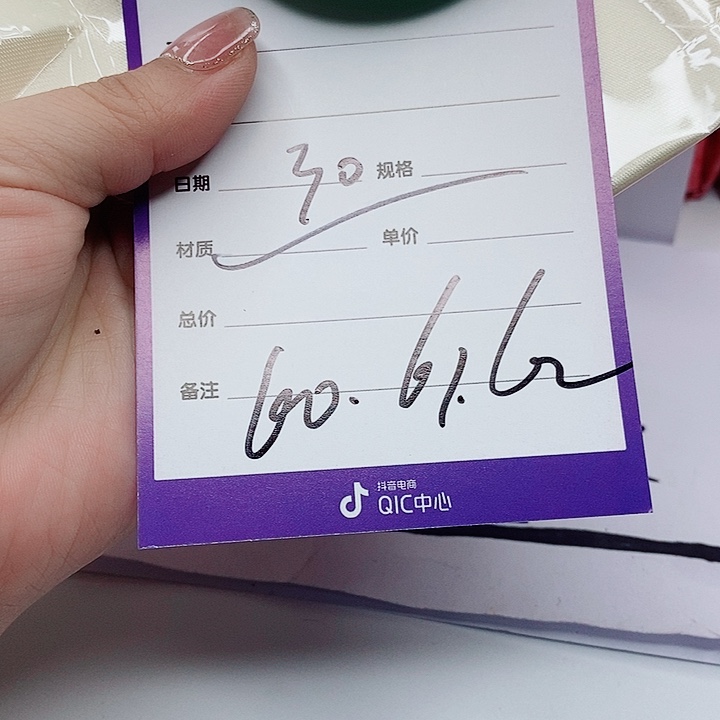 日期 30 规格
材质 单价
总价
备注 60. 61. 62
抖音电商
QIC中心